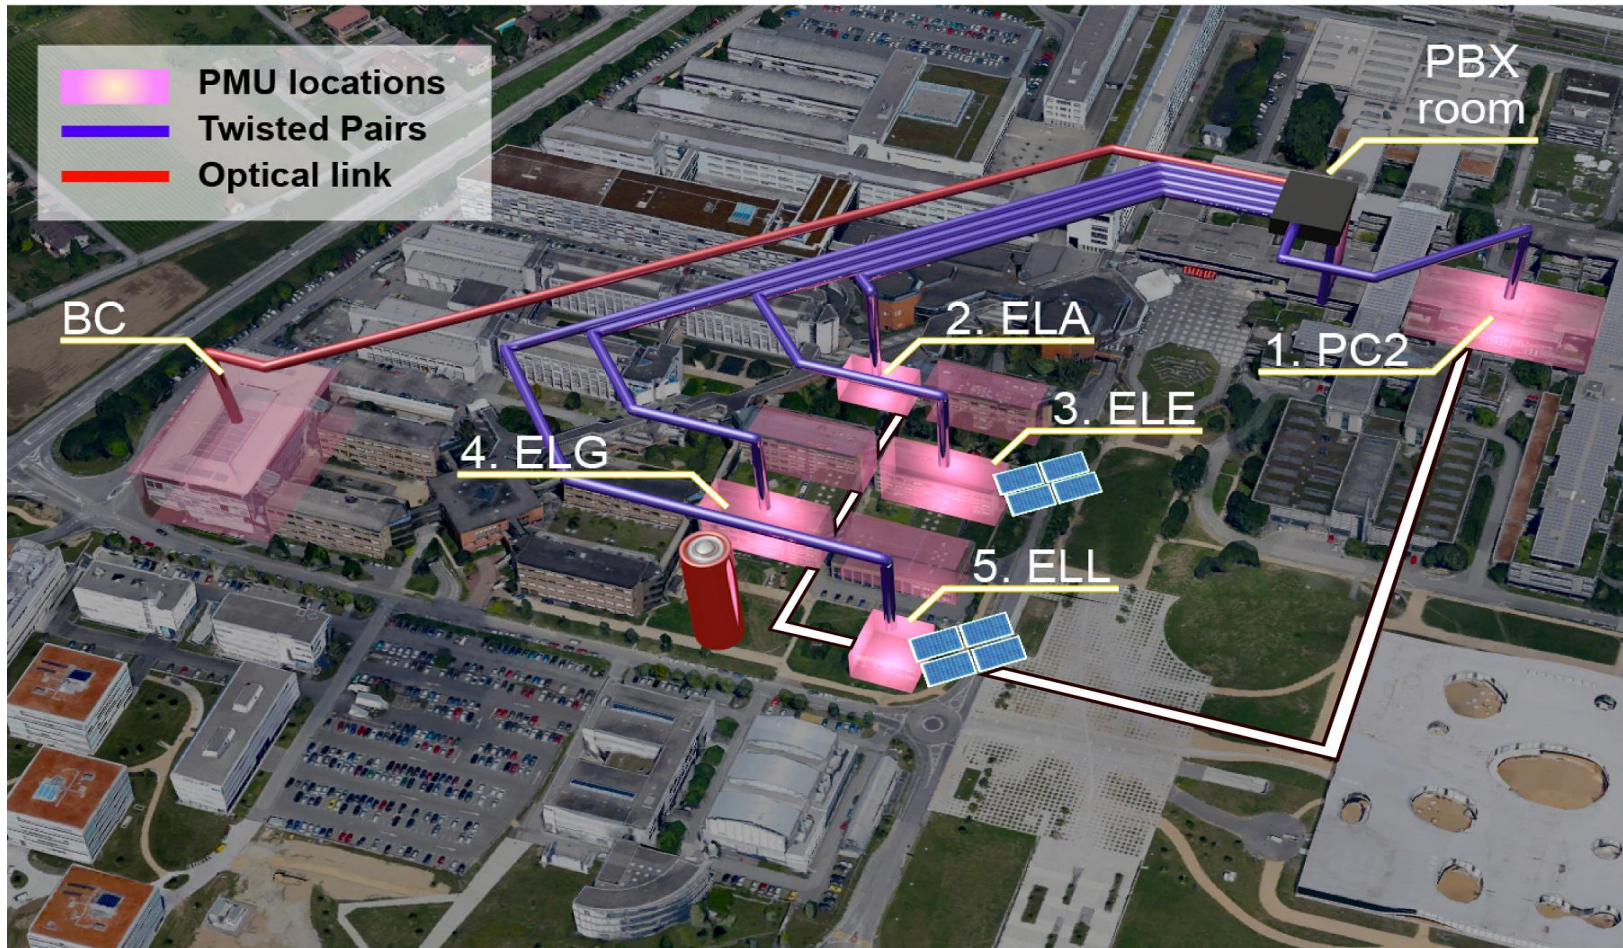 PMU locations
Twisted Pairs
Optical link
PBX
room
BC
2. ELA
1. PC2
3. ELE
4. ELG
5. ELL